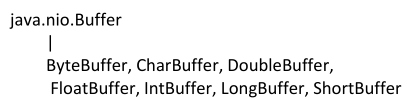 java.nio.Buffer
|
ByteBuffer, CharBuffer, DoubleBuffer,
FloatBuffer, IntBuffer, LongBuffer, ShortBuffer